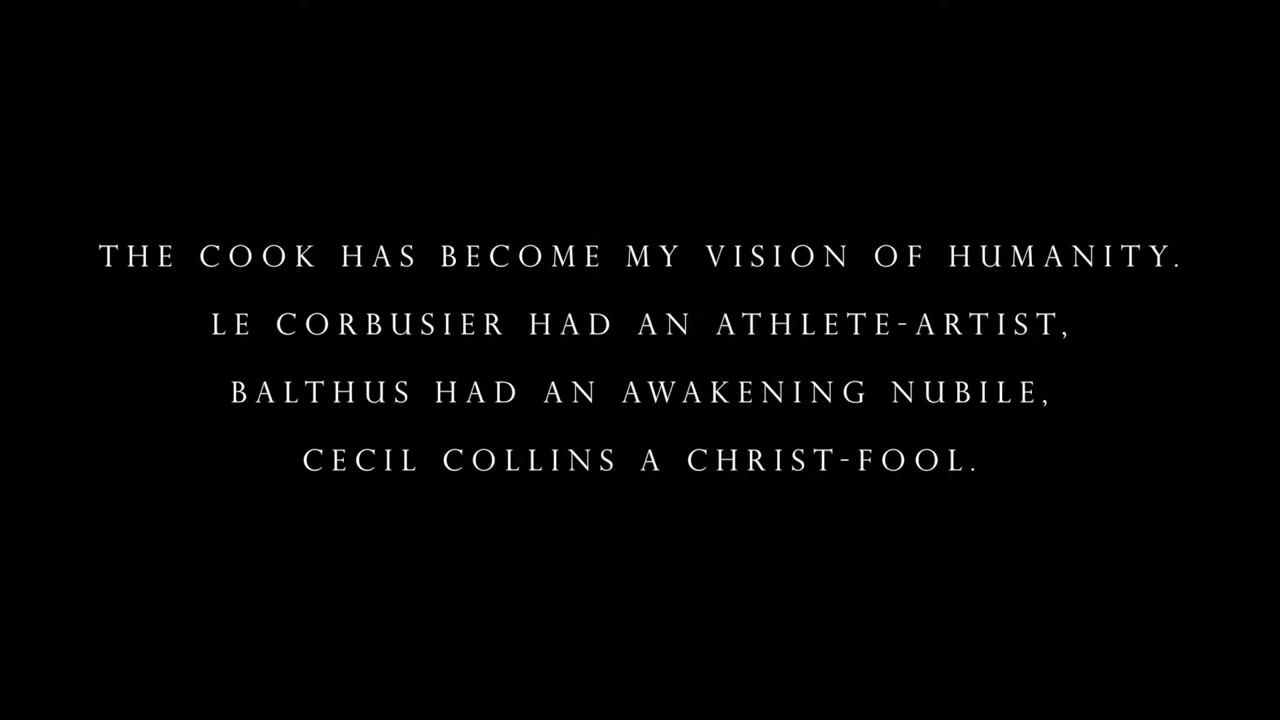 THE COOK HAS BECOME MY VISION OF HUMANITY.
LE CORBUSIER HAD AN ATHLETE-ARTIST,
BALTHUS HAD AN AWAKENING NUBILE,
CECIL COLLINS A CHRIST-FOOL.